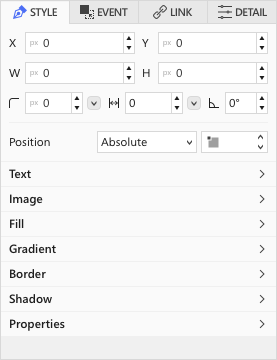 STYLE EVENT LINK DETAIL
X px 0 Y px 0
W px 0 H px 0
px 0 0 0°
Position Absolute
Text
Image
Fill
Gradient
Border
Shadow
Properties